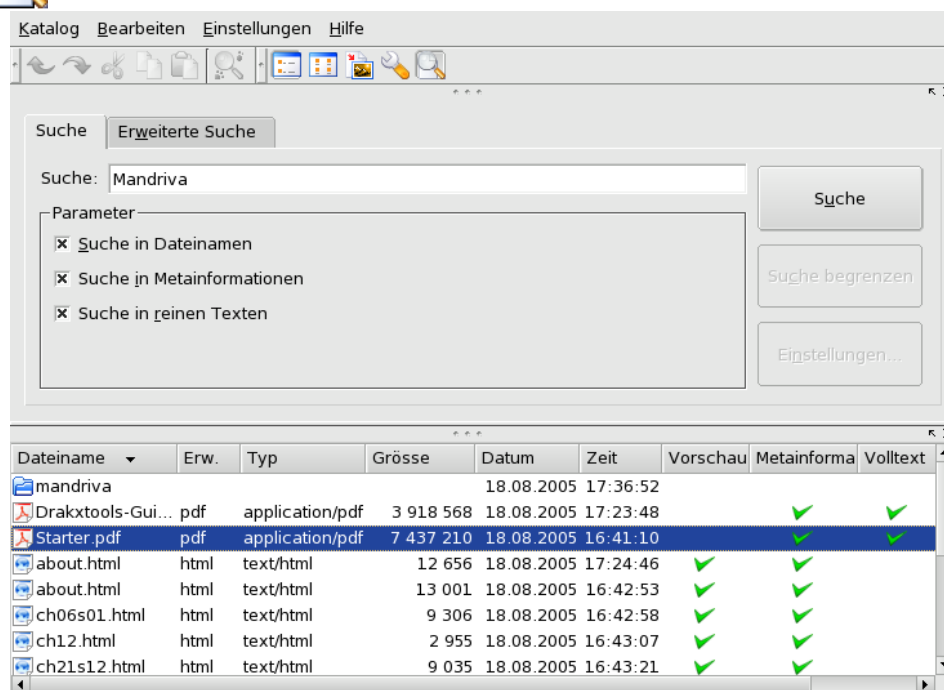 Katalog Bearbeiten Einstellungen Hilfe
Suche Erweiterte Suche
Suche: Mandriva
Suche
Parameter
Suche in Dateinamen
Suche in Metainformationen
Suche in reinen Texten
Suche begrenzen
Einstellungen...
Dateiname Erw. Typ Grösse Datum Zeit Vorschau Metainforma Volltext
mandriva 18.08.2005 17:36:52
Drakxtools-Gui... pdf application/pdf 3 918 568 18.08.2005 17:23:48
Starter.pdf pdf application/pdf 7 437 210 18.08.2005 16:41:10
about.html html text/html 12 656 18.08.2005 17:24:46
about.html html text/html 13 001 18.08.2005 16:42:53
ch06s01.html html text/html 9 306 18.08.2005 16:42:58
ch12.html html text/html 2 955 18.08.2005 16:43:07
ch21s12.html html text/html 9 035 18.08.2005 16:43:21